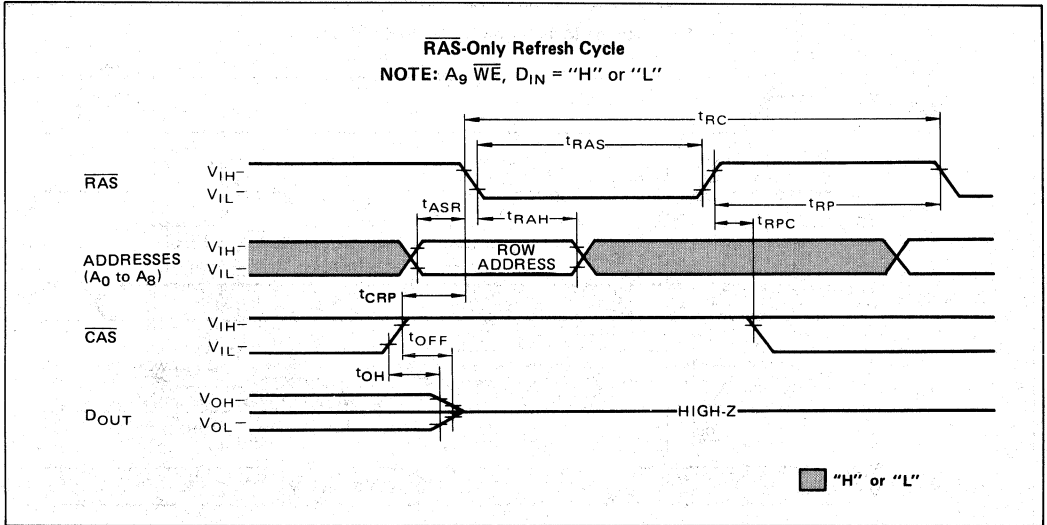 RAS-Only Refresh Cycle
NOTE: A9 WE, DIN = "H" or "L"
tRC
tRAS
RAS
VIH
VIL
tRP
tASR
tRAH
tRPC
ADDRESSES
(A0 to A8)
VIH
VIL
ROW
ADDRESS
tCRP
CAS
VIH
VIL
tOFF
tOH
DOUT
VOH
VOL
HIGH-Z
"H" or "L"